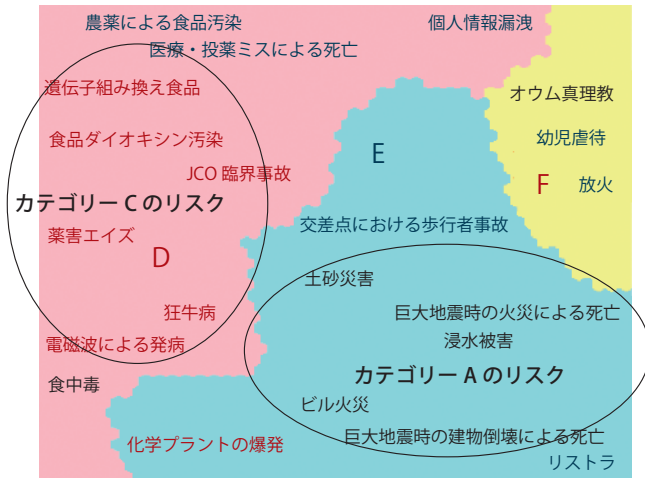 農薬による食品汚染
個人情報漏洩
医療・投薬ミスによる死亡
遺伝子組み換え食品
オウム真理教
食品ダイオキシン汚染
幼児虐待
E
JCO 臨界事故
F
放火
カテゴリー C のリスク
交差点における歩行者事故
薬害エイズ
D
土砂災害
狂牛病
巨大地震時の火災による死亡
電磁波による発病
浸水被害
食中毒
カテゴリー A のリスク
ビル火災
化学プラントの爆発
巨大地震時の建物倒壊による死亡
リストラ